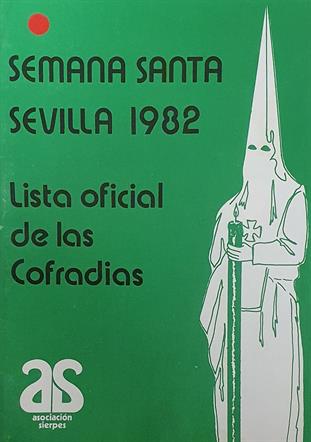 SEMANA SANTA
SEVILLA 1982
Lista oficial
de las
Cofradias
as
asociación
sierpes